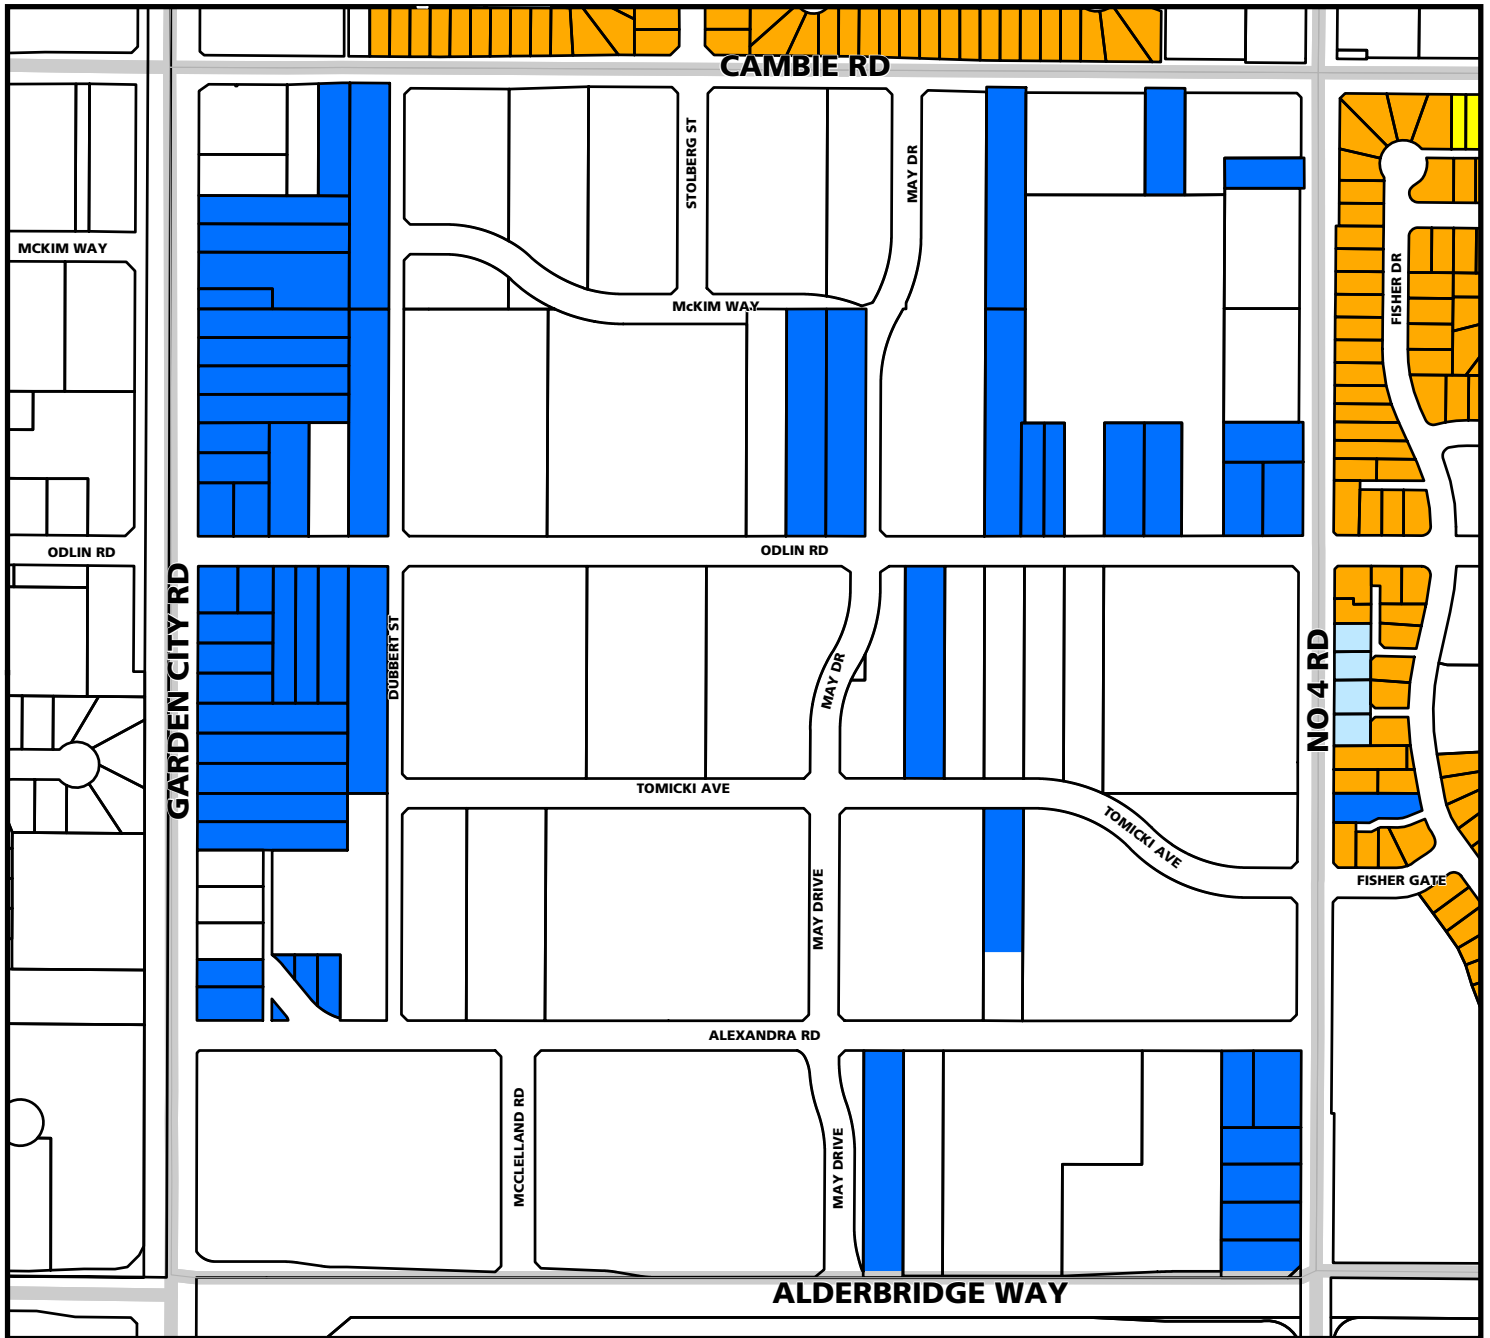 CAMBIE RD
STOLBERG ST
MAY DR
MCKIM WAY
FISHER DR
McKIM WAY
ODLIN RD
ODLIN RD
GARDEN CITY RD
DUBBERT ST
MAY DR
NO 4 RD
TOMICKI AVE
TOMICKI AVE
MAY DRIVE
FISHER GATE
ALEXANDRA RD
MCCLELLAND RD
MAY DRIVE
ALDERBRIDGE WAY